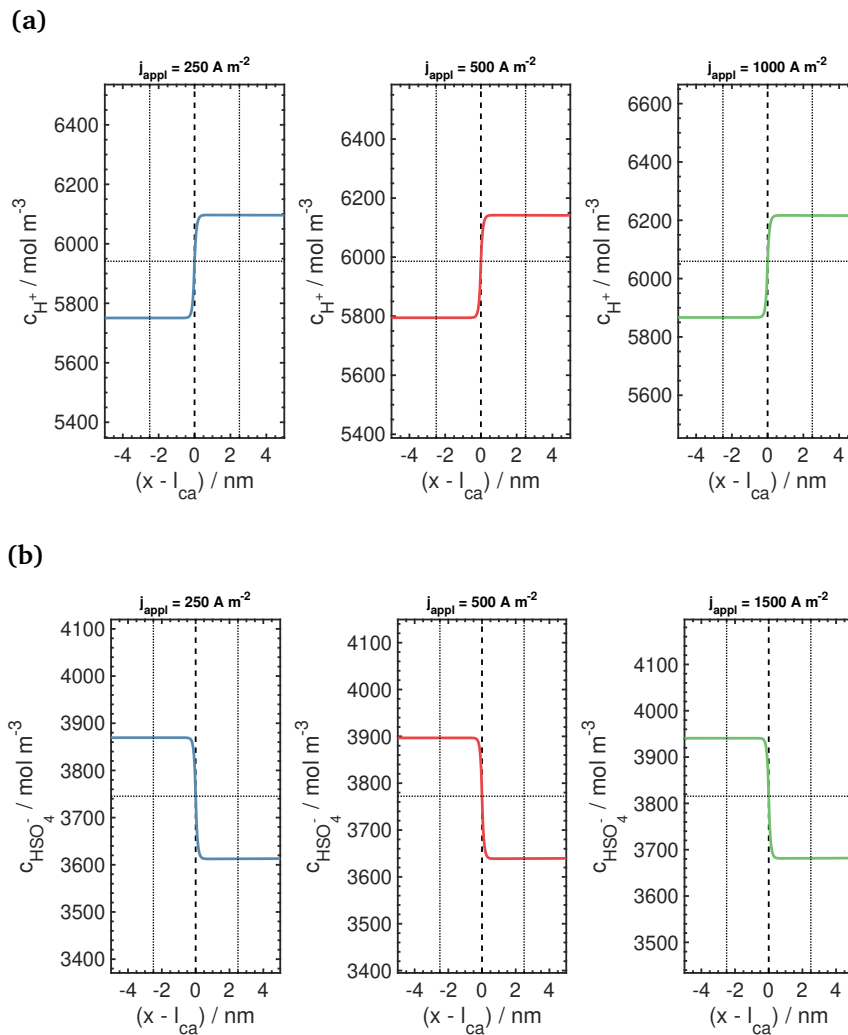 (a)
j_appl = 250 A m^-2
j_appl = 500 A m^-2
j_appl = 1000 A m^-2
c_H^+ / mol m^-3
6400
6200
6000
5800
5600
5400
-4 -2 0 2 4
(x - l_ca) / nm
c_H^+ / mol m^-3
6400
6200
6000
5800
5600
5400
-4 -2 0 2 4
(x - l_ca) / nm
c_H^+ / mol m^-3
6600
6400
6200
6000
5800
5600
-4 -2 0 2 4
(x - l_ca) / nm
(b)
j_appl = 250 A m^-2
j_appl = 500 A m^-2
j_appl = 1500 A m^-2
c_HSO_4^- / mol m^-3
4100
4000
3900
3800
3700
3600
3500
3400
-4 -2 0 2 4
(x - l_ca) / nm
c_HSO_4^- / mol m^-3
4100
4000
3900
3800
3700
3600
3500
3400
-4 -2 0 2 4
(x - l_ca) / nm
c_HSO_4^- / mol m^-3
4100
4000
3900
3800
3700
3600
3500
-4 -2 0 2 4
(x - l_ca) / nm